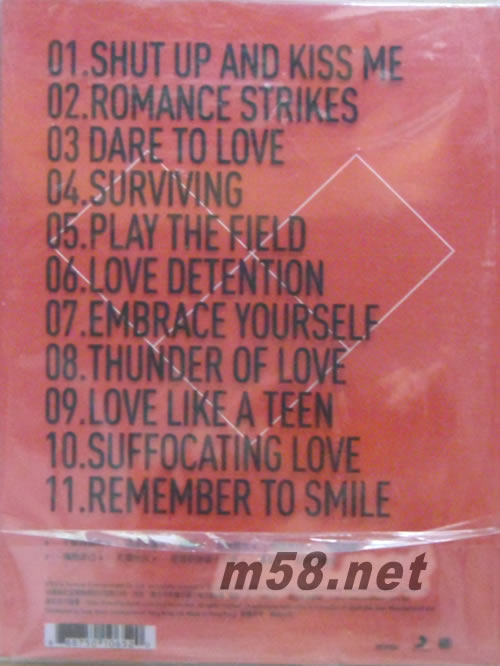 01.SHUT UP AND KISS ME
02.ROMANCE STRIKES
03 DARE TO LOVE
04.SURVIVING
05.PLAY THE FIELD
06.LOVE DETENTION
07.EMBRACE YOURSELF
08.THUNDER OF LOVE
09.LOVE LIKE A TEEN
10.SUFFOCATING LOVE
11.REMEMBER TO SMILE
m58.net